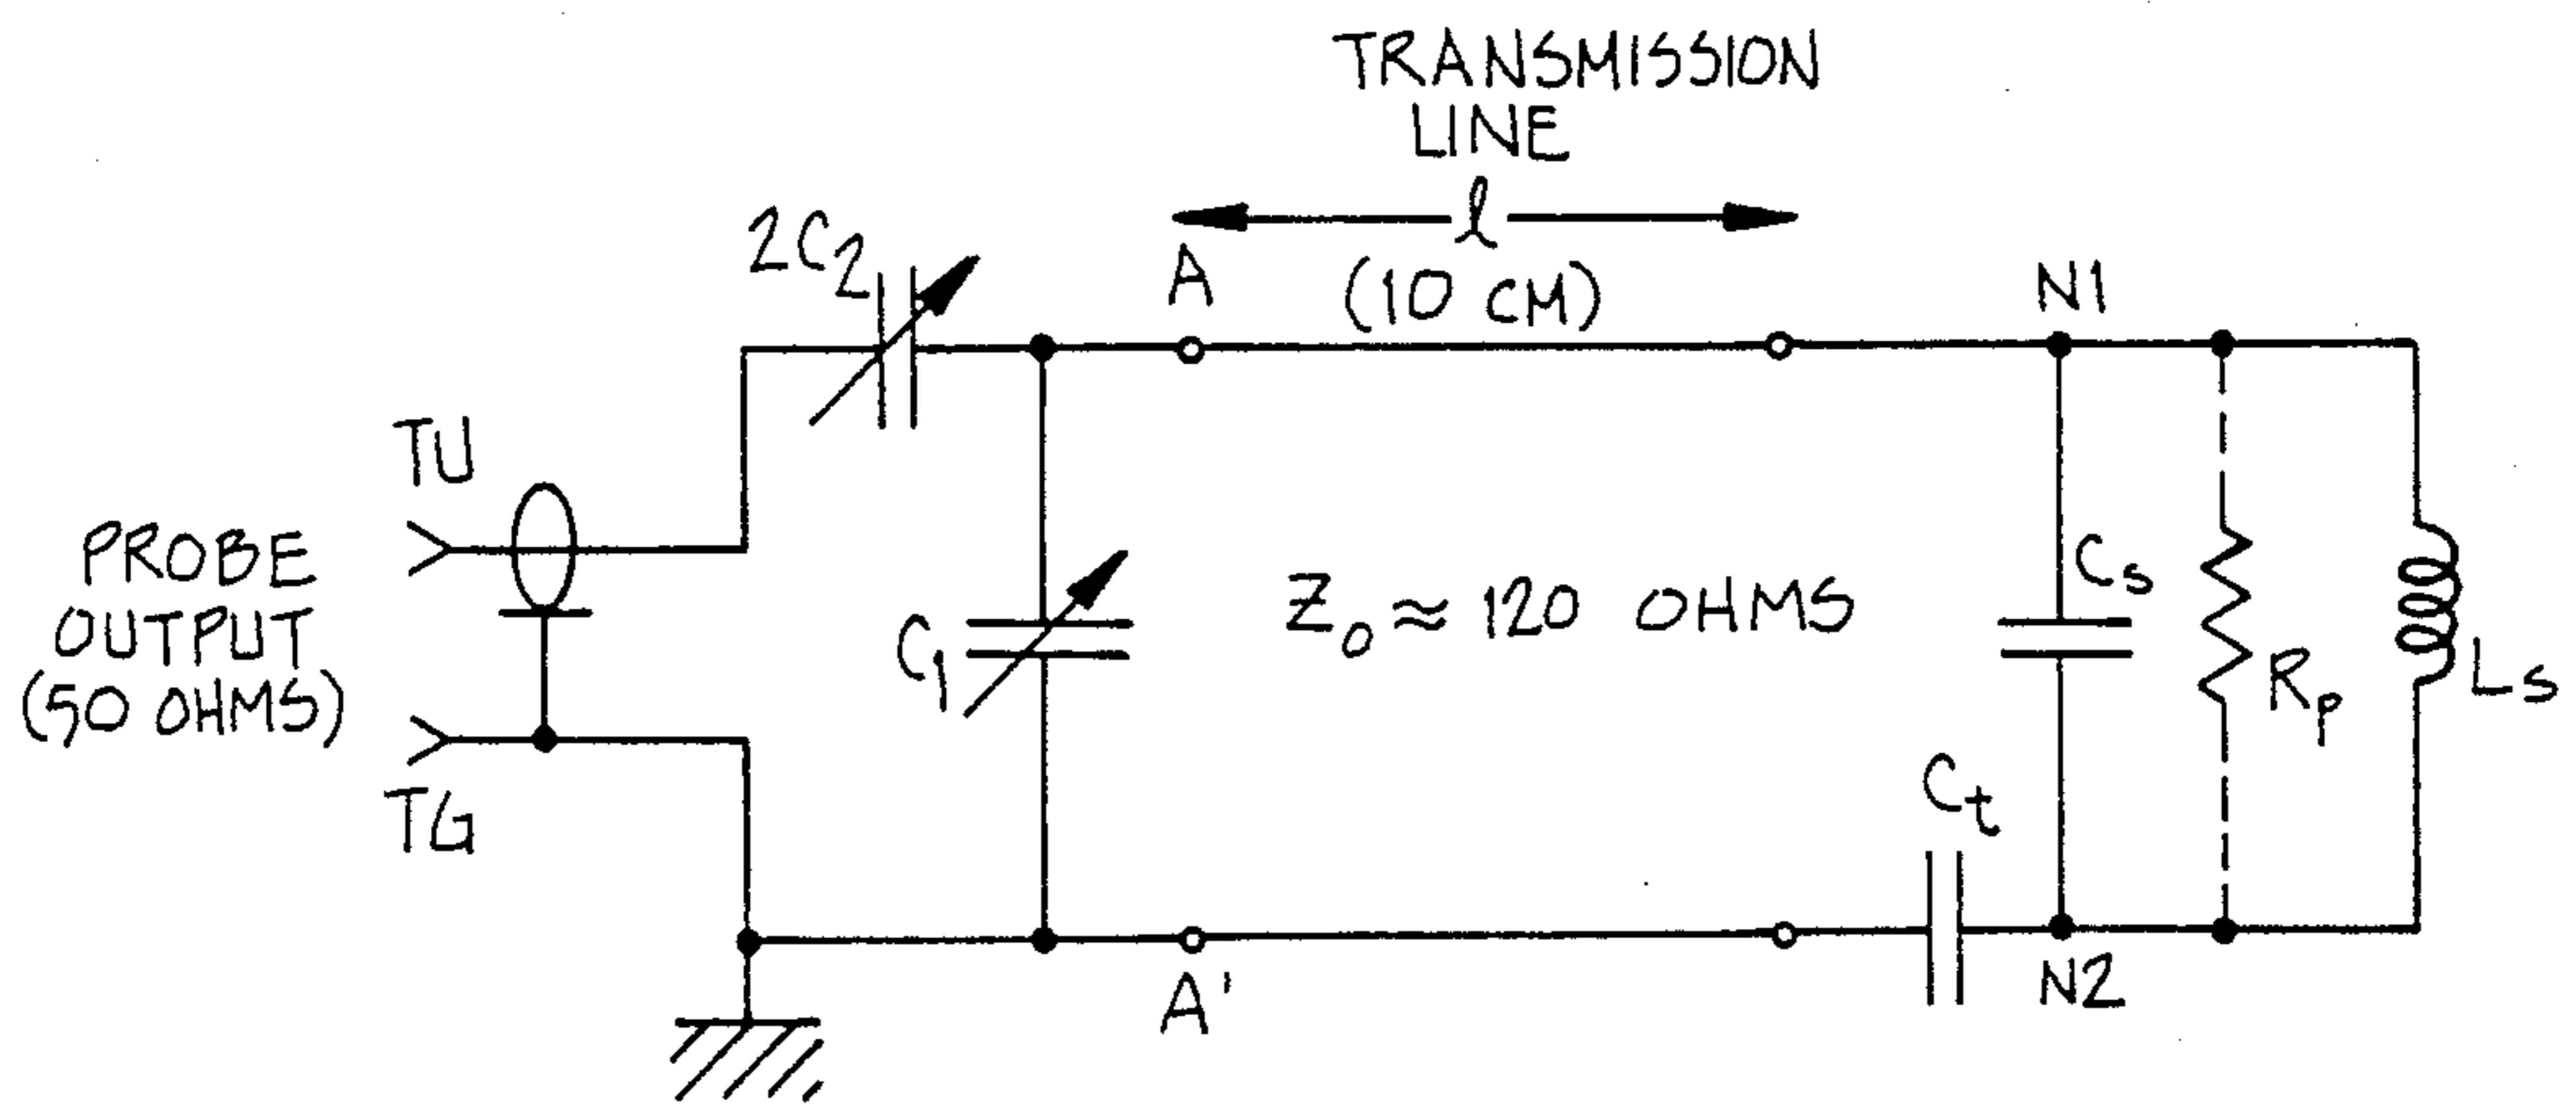 TRANSMISSION
LINE
l
(10 CM)
2C2
A
N1
TU
PROBE
OUTPUT
(50 OHMS)
TG
C1
Z0 ≈ 120 OHMS
Cs
Rp
Ls
Ct
A'
N2